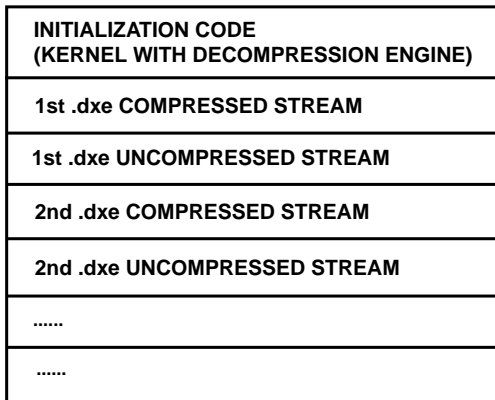 INITIALIZATION CODE
(KERNEL WITH DECOMPRESSION ENGINE)
1st .dxe COMPRESSED STREAM
1st .dxe UNCOMPRESSED STREAM
2nd .dxe COMPRESSED STREAM
2nd .dxe UNCOMPRESSED STREAM
......
......